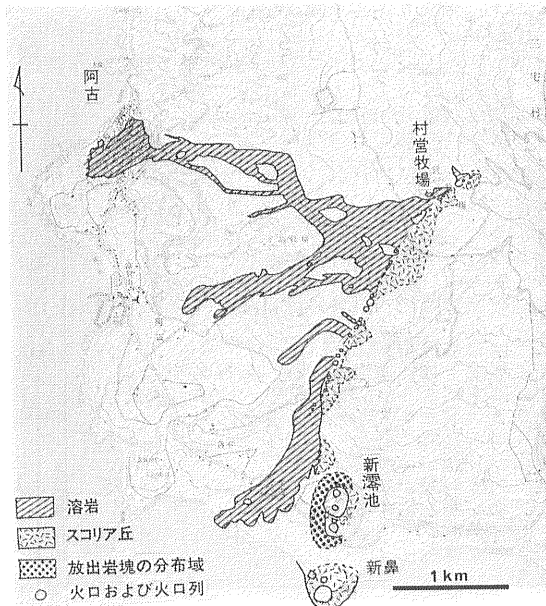 阿古
村営牧場
新澪池
新鼻
溶岩
スコリア丘
放出岩塊の分布域
火口および火口列
1 km